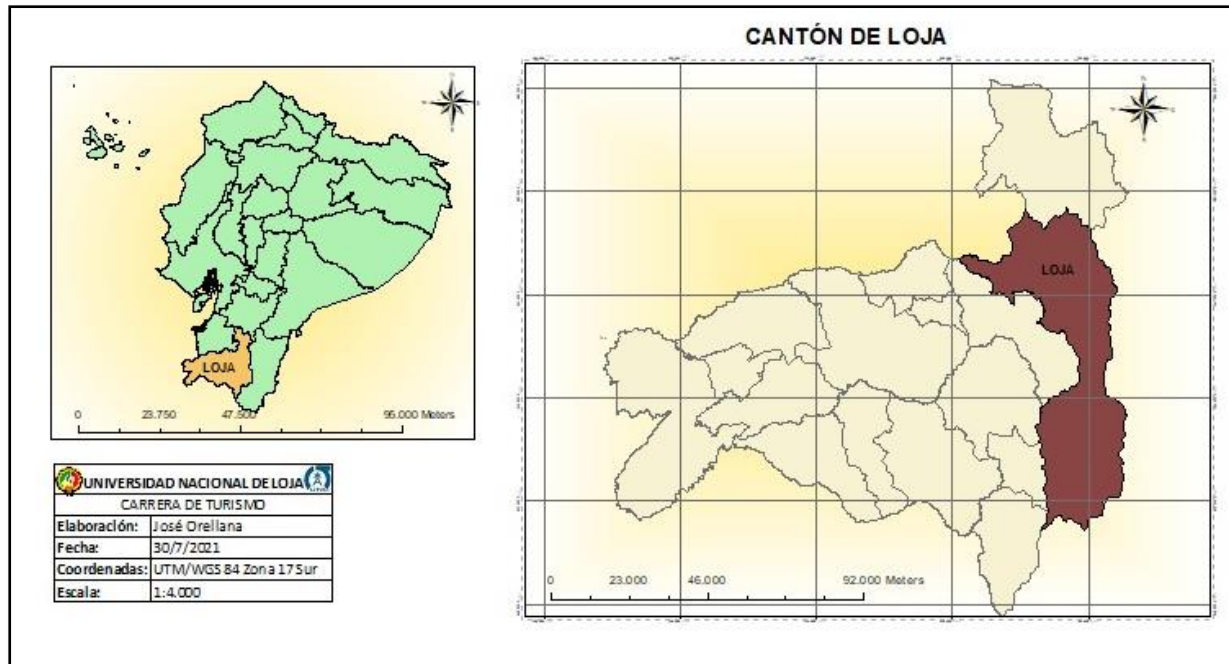 CANTÓN DE LOJA
LOJA
0 23.750 47.500 95.000 Meters
UNIVERSIDAD NACIONAL DE LOJA
CARRERA DE TURISMO
Elaboración: José Orellana
Fecha: 30/7/2021
Coordenadas: UTM/WGS 84 Zona 17 Sur
Escala: 1:4.000
LOJA
0 23.000 46.000 92.000 Meters